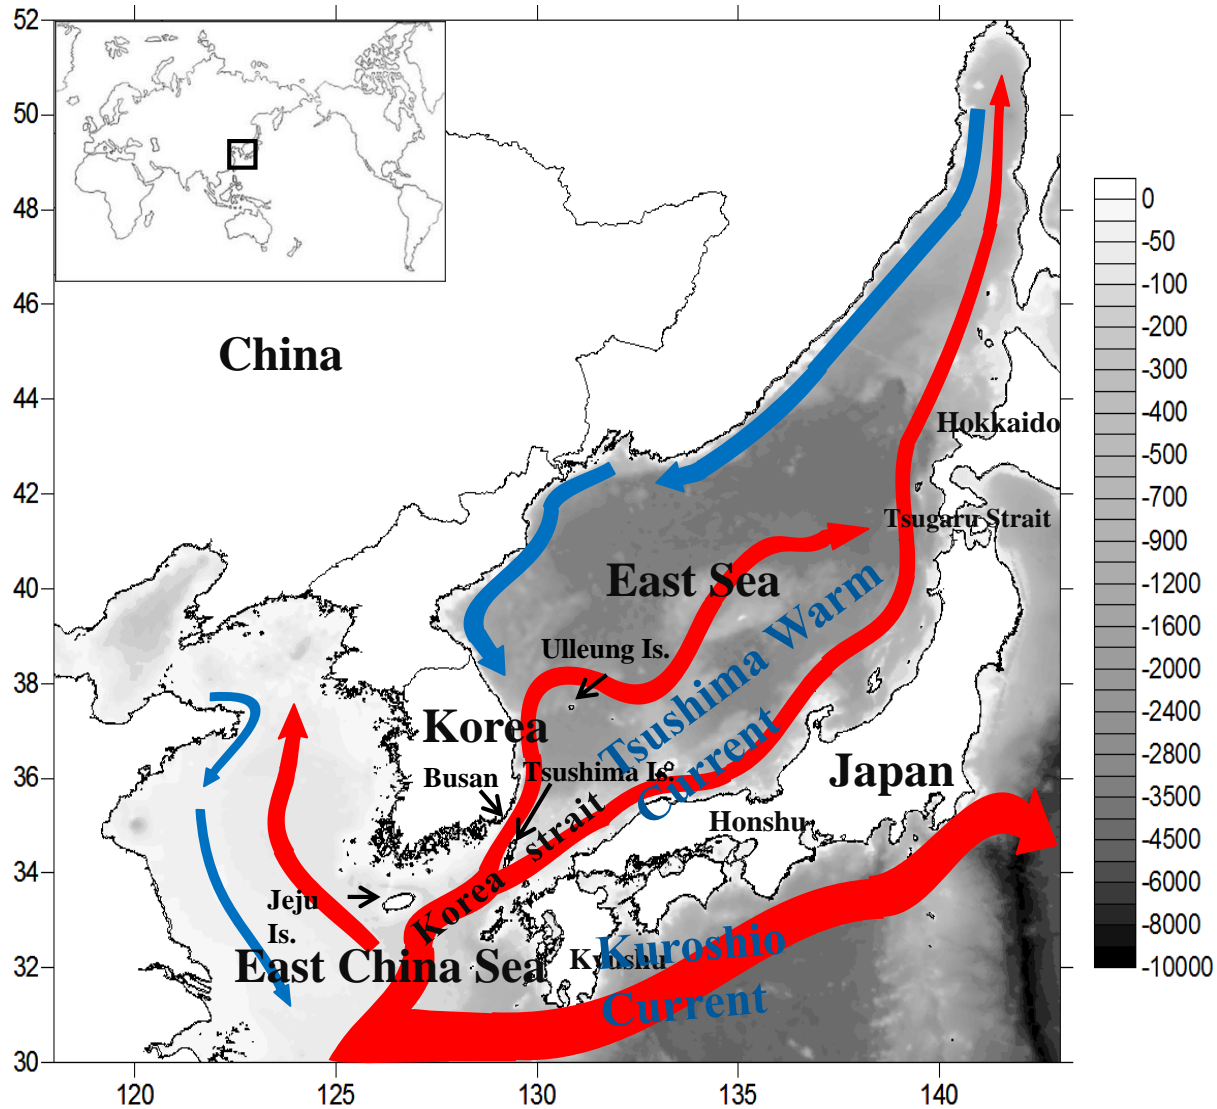 52
50
48
46
44
42
40
38
36
34
32
30
120
125
130
135
140
China
Hokkaido
Tsugaru Strait
East Sea
Tsushima Warm
Current
Ulleung Is.
Korea
Busan
Tsushima Is.
Japan
Honshu
Korea strait
Jeju
Is.
East China Sea
Kyushu
Kuroshio
Current
0
-50
-100
-200
-300
-400
-500
-700
-900
-1200
-1600
-2000
-2400
-2800
-3500
-4500
-6000
-8000
-10000